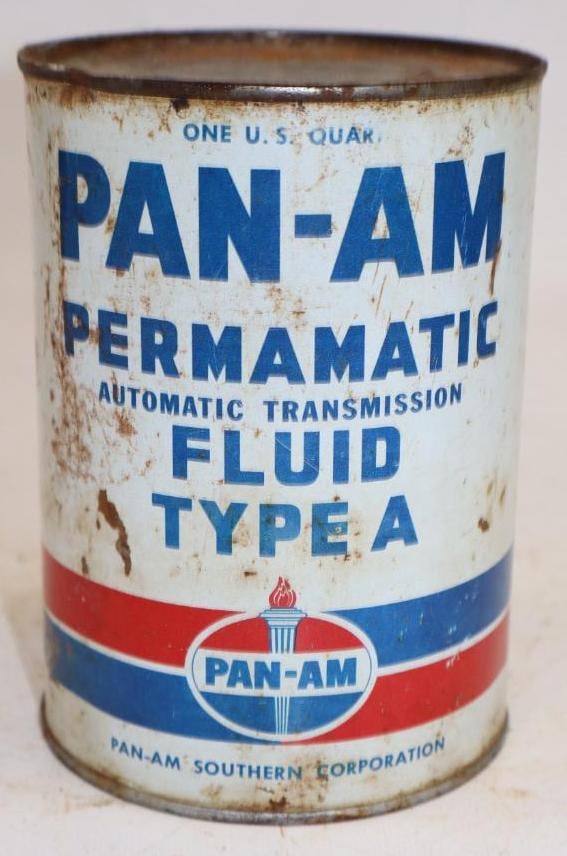 ONE U.S. QUAR
PAN-AM
PERMAMATIC
AUTOMATIC TRANSMISSION
FLUID
TYPE A
PAN-AM
PAN-AM SOUTHERN CORPORATION